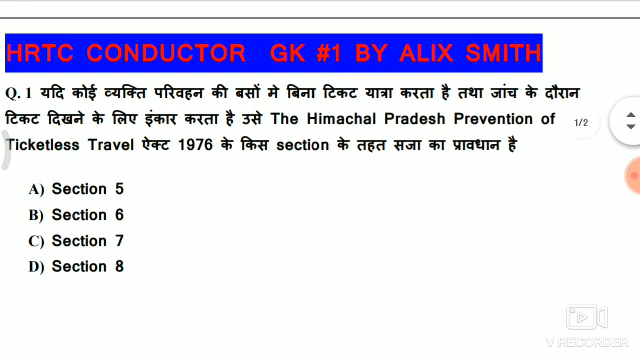 HRTC CONDUCTOR GK #1 BY ALIX SMITH
Q. 1 यदि कोई व्यक्ति परिवहन की बसों मे बिना टिकट यात्रा करता है तथा जांच के दौरान
टिकट दिखने के लिए इंकार करता है उसे The Himachal Pradesh Prevention of
Ticketless Travel ऐक्ट 1976 के किस section के तहत सजा का प्रावधान है
1/2
A) Section 5
B) Section 6
C) Section 7
D) Section 8
V RECORDER